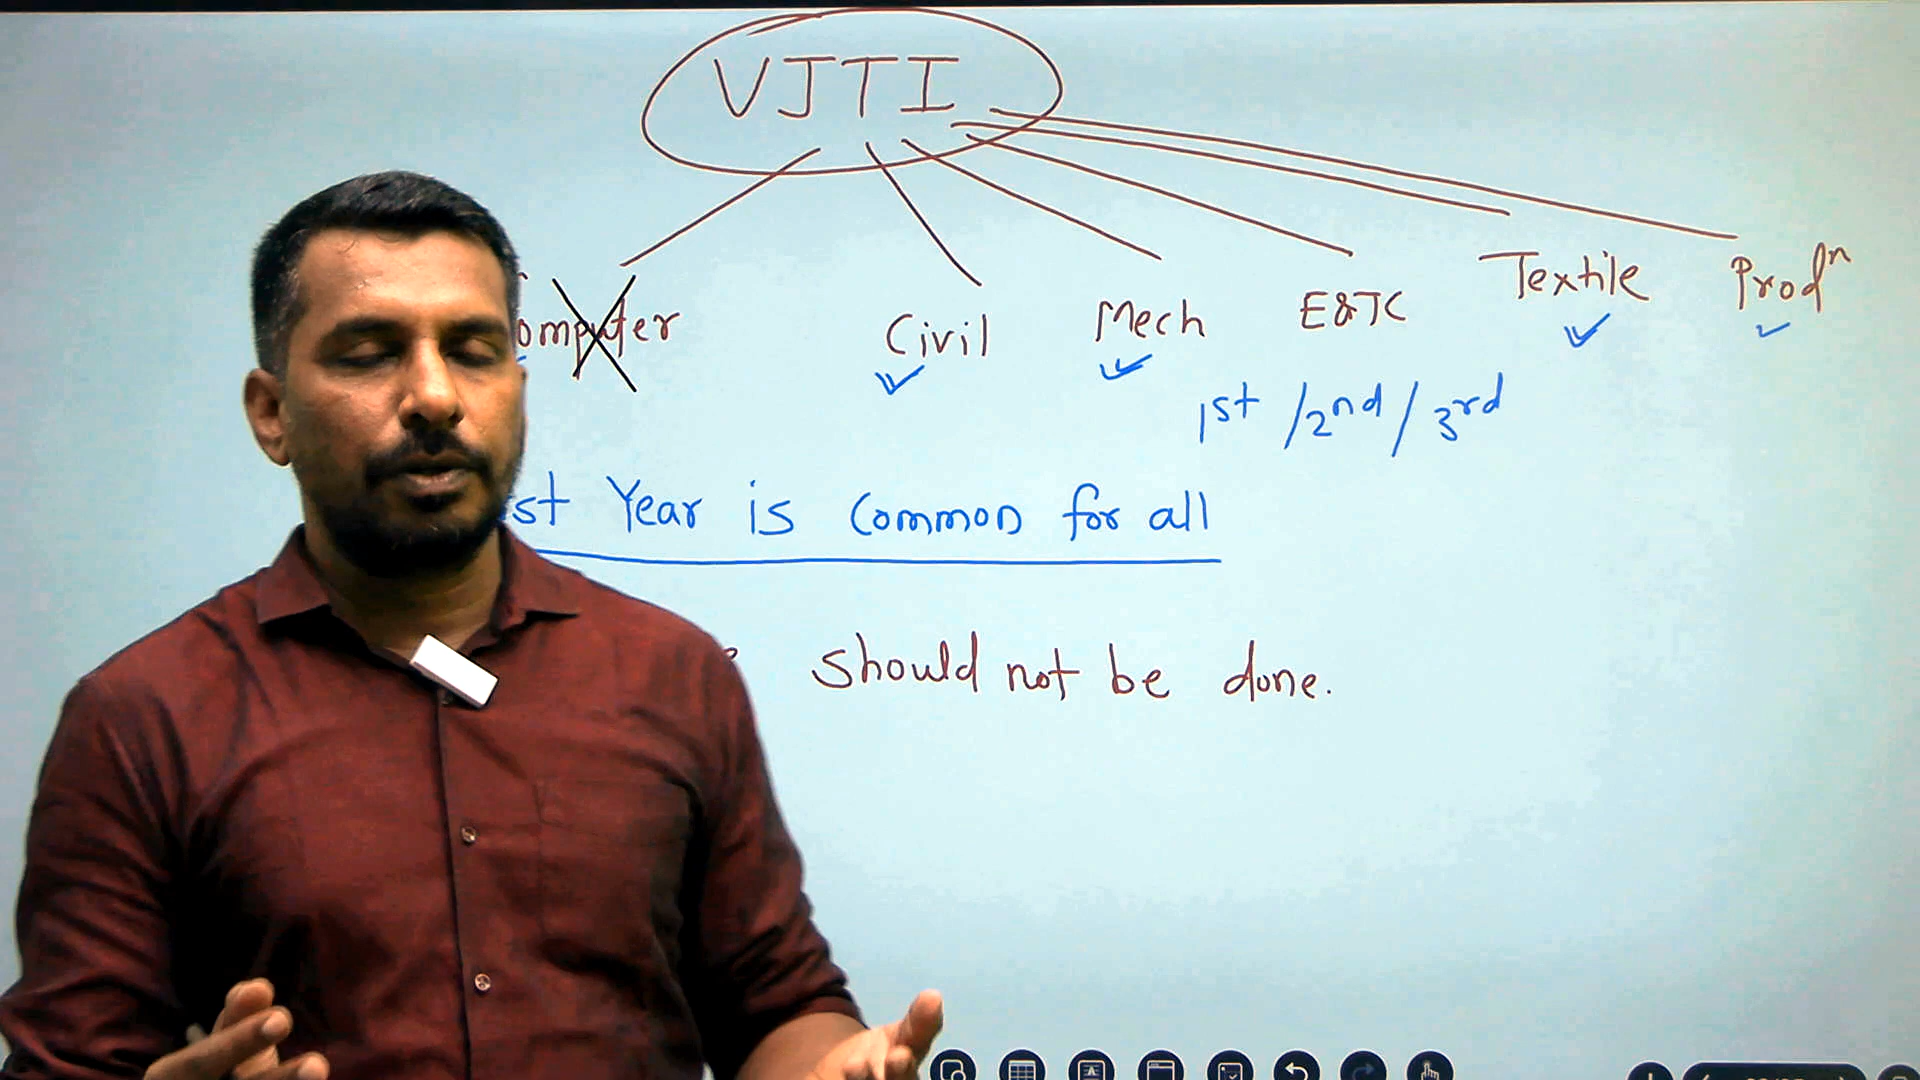 VJTI
omputer Civil Mech E&TC Textile Prodⁿ
1st / 2nd / 3rd
st Year is common for all
should not be done.